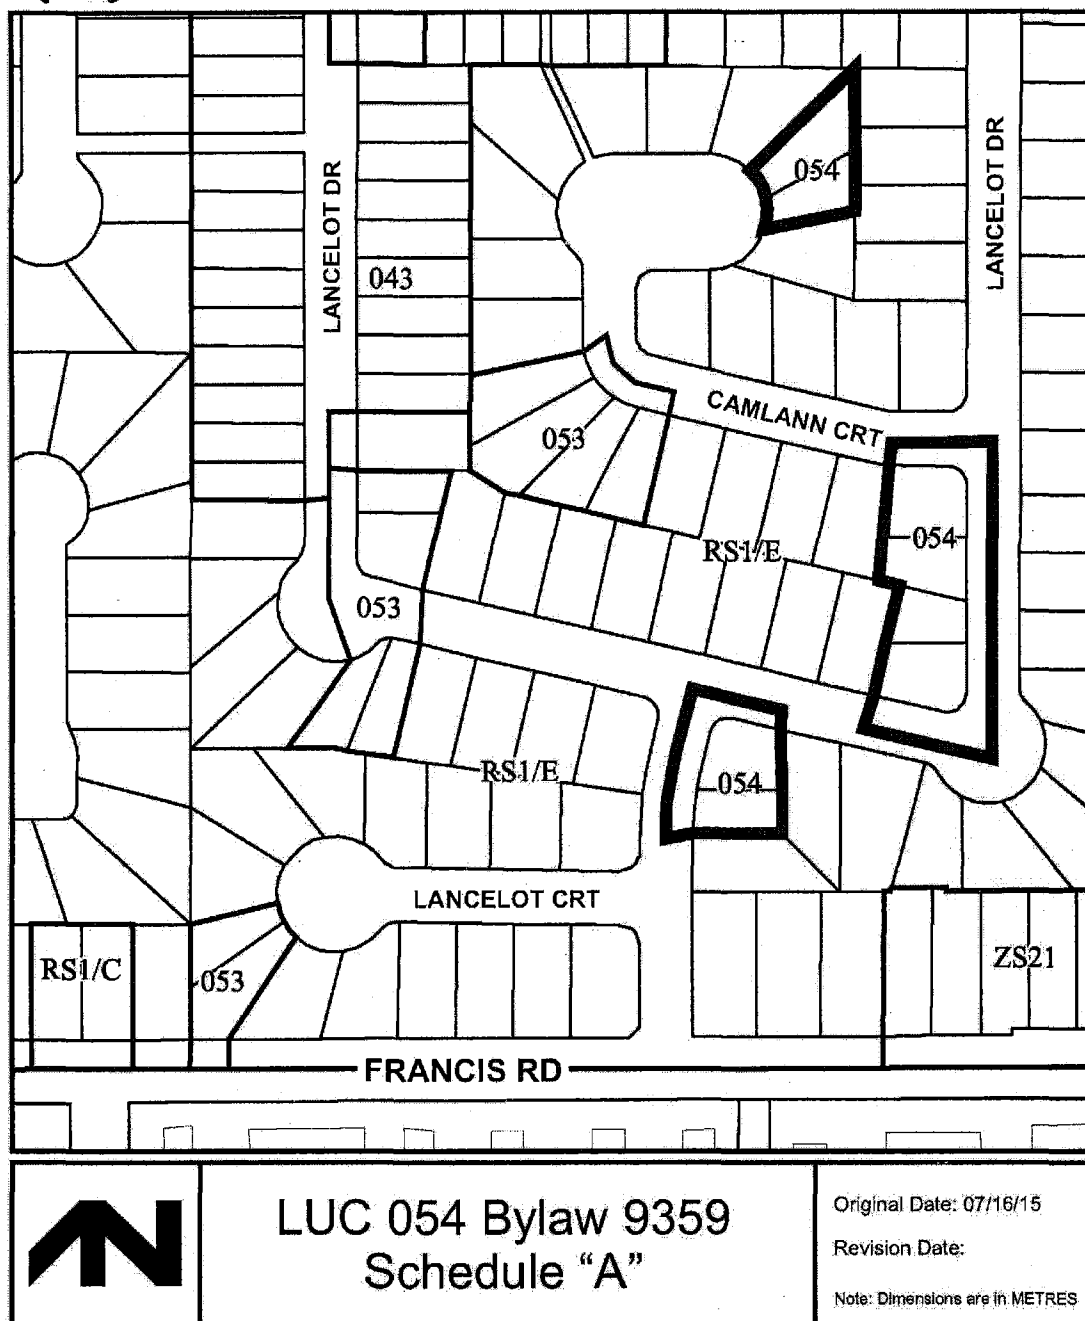 054
LANCELOT DR
LANCELOT DR
043
CAMLANN CRT
053
054
RS1/E
053
RS1/E
054
LANCELOT CRT
RS1/C
053
ZS21
FRANCIS RD
LUC 054 Bylaw 9359
Schedule “A”
Original Date: 07/16/15
Revision Date:
Note: Dimensions are in METRES